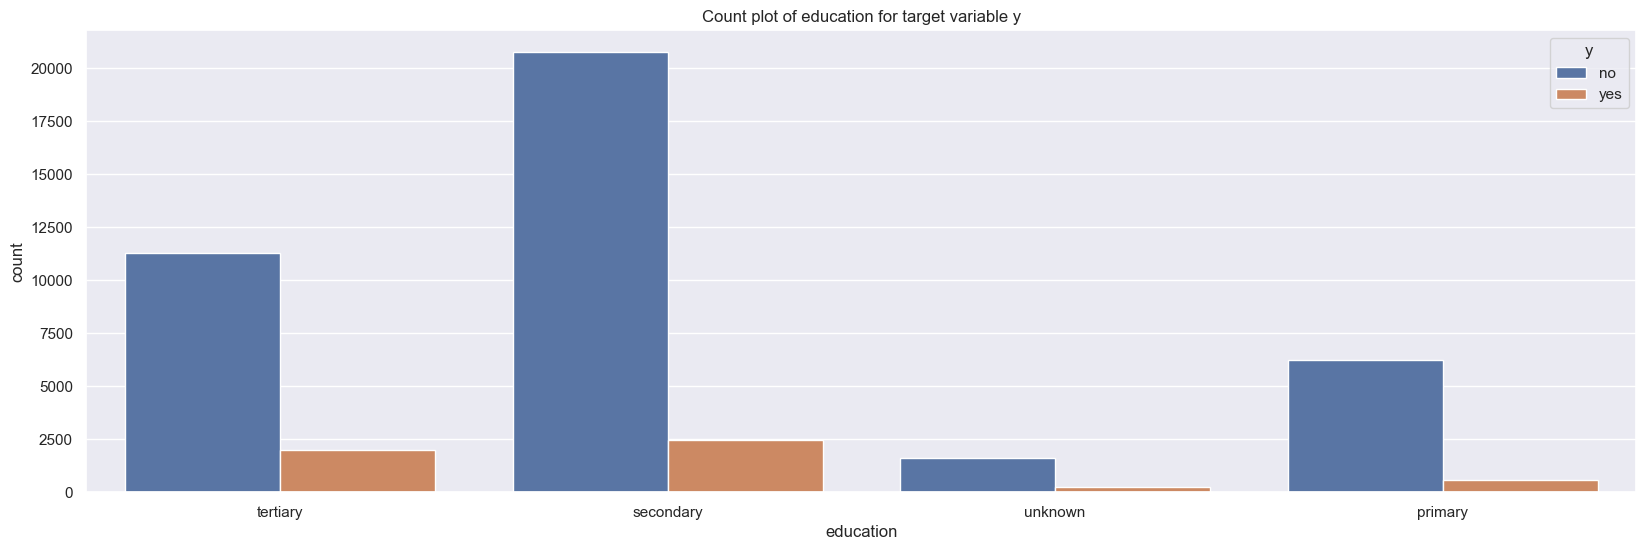 Count plot of education for target variable y
y
no
yes
20000
17500
15000
12500
10000
7500
5000
2500
0
count
tertiary
secondary
unknown
primary
education